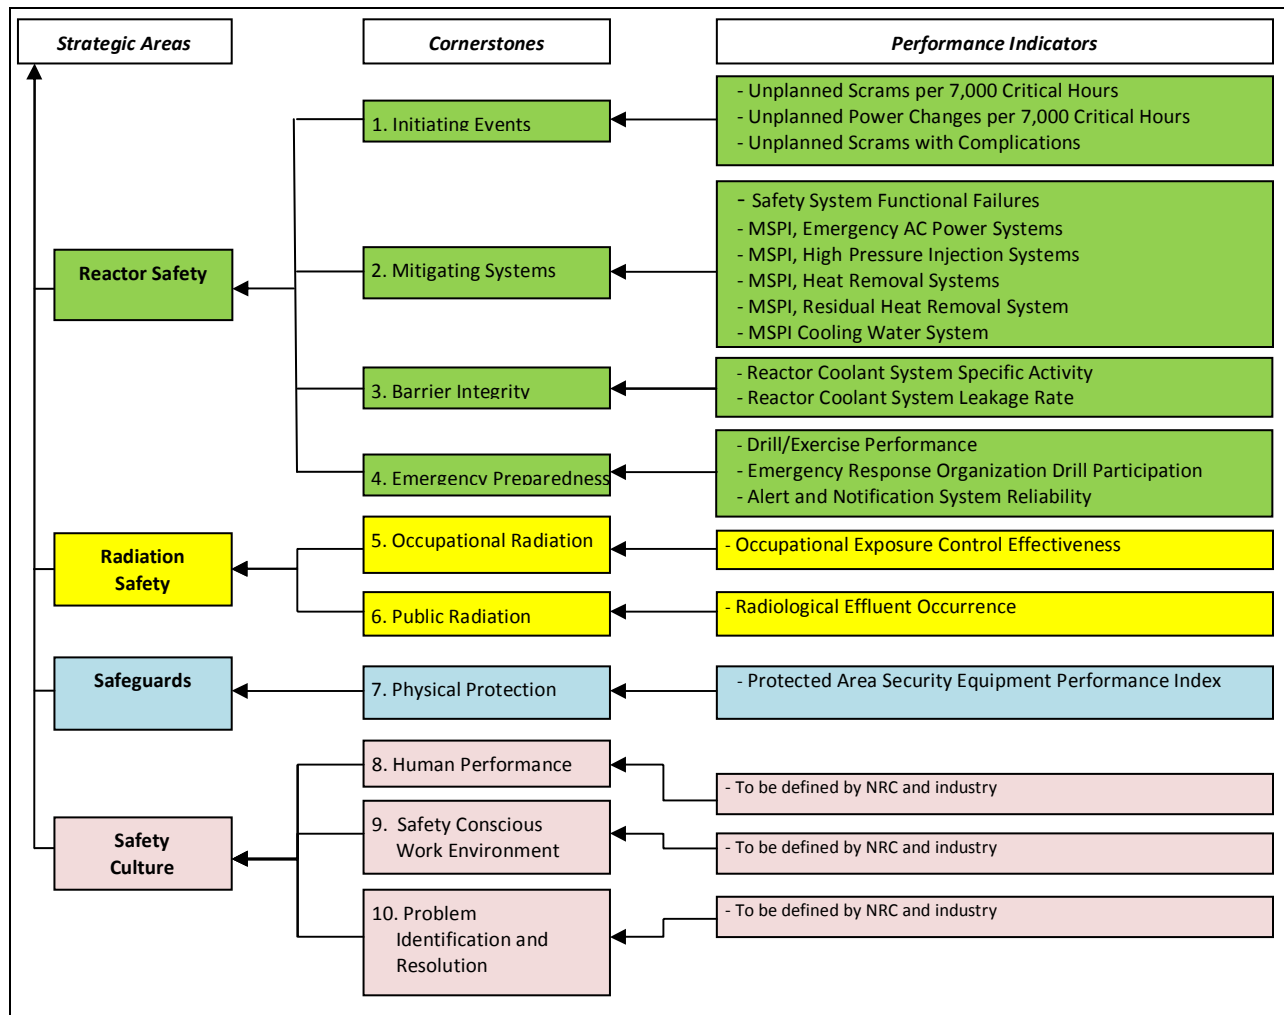 Strategic Areas
Cornerstones
Performance Indicators
Reactor Safety
1. Initiating Events
- Unplanned Scrams per 7,000 Critical Hours
- Unplanned Power Changes per 7,000 Critical Hours
- Unplanned Scrams with Complications
2. Mitigating Systems
- Safety System Functional Failures
- MSPI, Emergency AC Power Systems
- MSPI, High Pressure Injection Systems
- MSPI, Heat Removal Systems
- MSPI, Residual Heat Removal System
- MSPI Cooling Water System
3. Barrier Integrity
- Reactor Coolant System Specific Activity
- Reactor Coolant System Leakage Rate
4. Emergency Preparedness
- Drill/Exercise Performance
- Emergency Response Organization Drill Participation
- Alert and Notification System Reliability
Radiation
Safety
5. Occupational Radiation
- Occupational Exposure Control Effectiveness
6. Public Radiation
- Radiological Effluent Occurrence
Safeguards
7. Physical Protection
- Protected Area Security Equipment Performance Index
Safety
Culture
8. Human Performance
- To be defined by NRC and industry
9. Safety Conscious
Work Environment
- To be defined by NRC and industry
10. Problem
Identification and
Resolution
- To be defined by NRC and industry